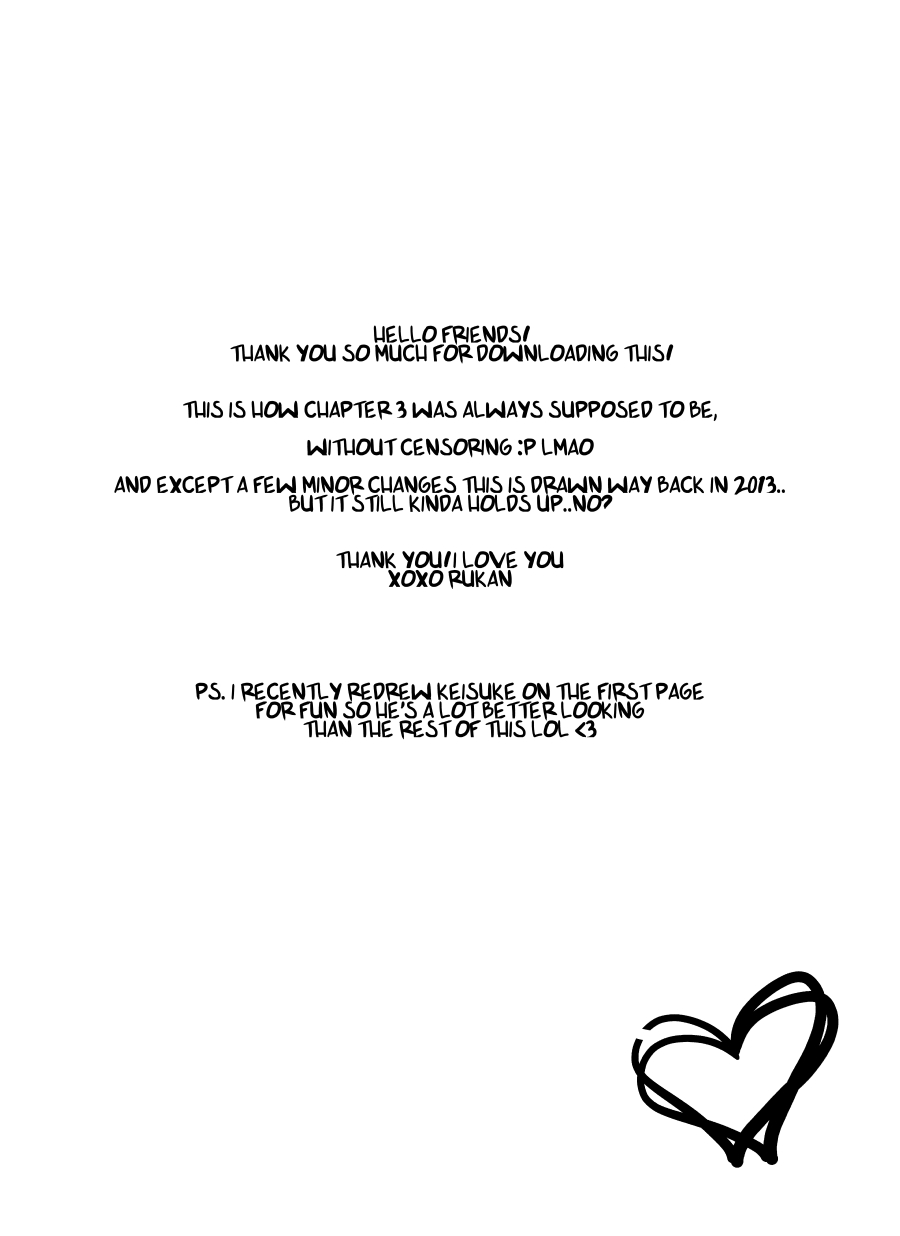 HELLO FRIENDS!
THANK YOU SO MUCH FOR DOWNLOADING THIS!
THIS IS HOW CHAPTER 3 WAS ALWAYS SUPPOSED TO BE,
WITHOUT CENSORING :P LMAO
AND EXCEPT A FEW MINOR CHANGES THIS IS DRAWN WAY BACK IN 2013..
BUT IT STILL KINDA HOLDS UP..NO?
THANK YOU! I LOVE YOU
XOXO RUKAN
PS. I RECENTLY REDREW KEISUKE ON THE FIRST PAGE
FOR FUN SO HE'S A LOT BETTER LOOKING
THAN THE REST OF THIS LOL <3